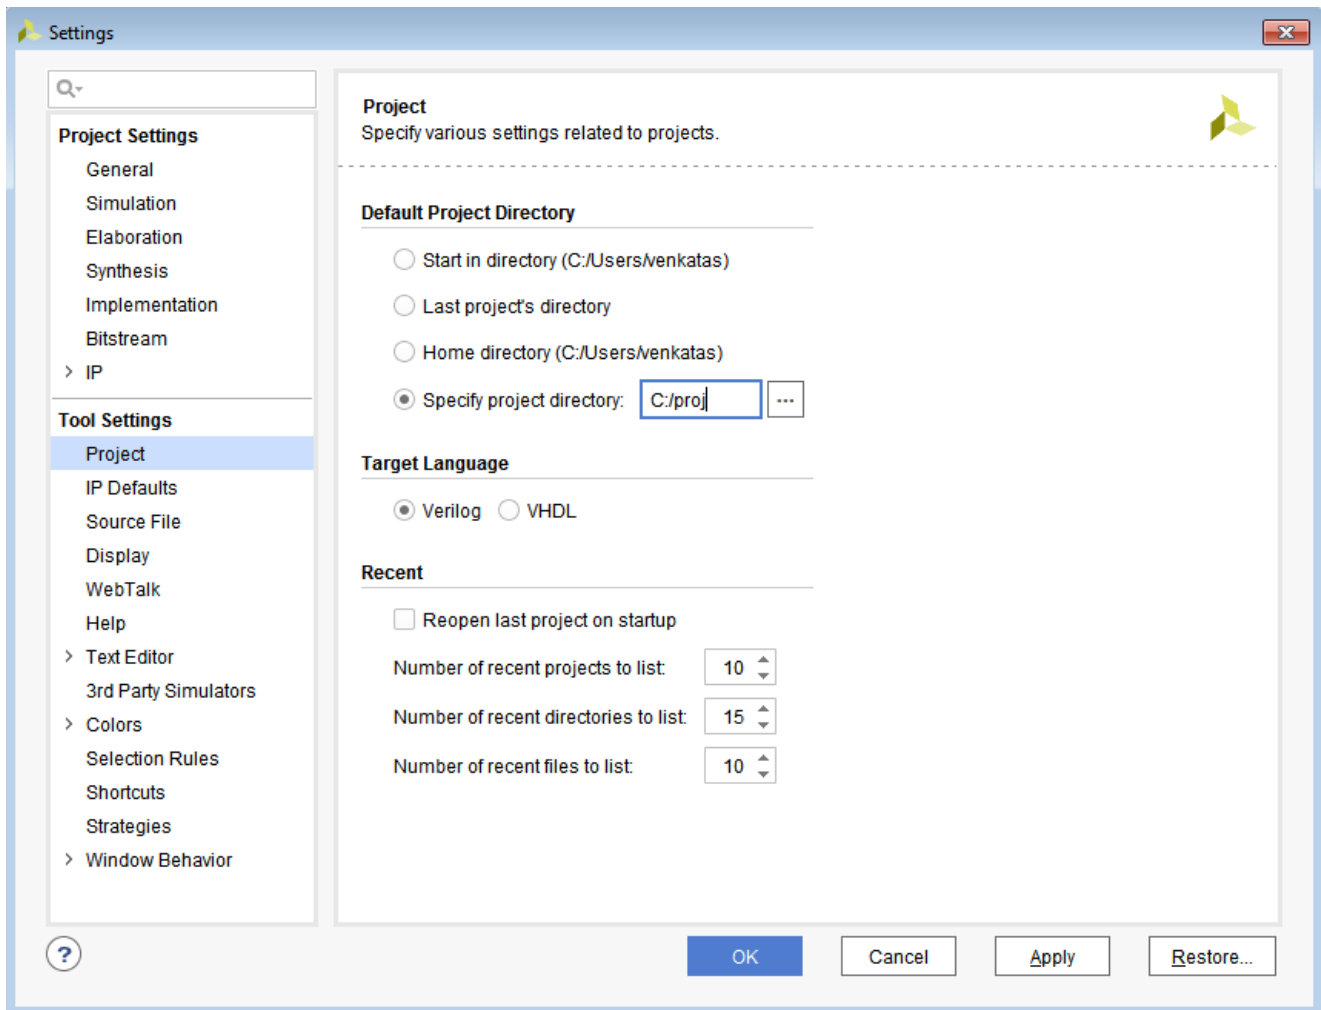 Settings
Project Settings
General
Simulation
Elaboration
Synthesis
Implementation
Bitstream
IP
Tool Settings
Project
IP Defaults
Source File
Display
WebTalk
Help
Text Editor
3rd Party Simulators
Colors
Selection Rules
Shortcuts
Strategies
Window Behavior
Project
Specify various settings related to projects.
Default Project Directory
Start in directory (C:/Users/venkatas)
Last project's directory
Home directory (C:/Users/venkatas)
Specify project directory: C:/proj ...
Target Language
Verilog VHDL
Recent
Reopen last project on startup
Number of recent projects to list: 10
Number of recent directories to list: 15
Number of recent files to list: 10
? OK Cancel Apply Restore...